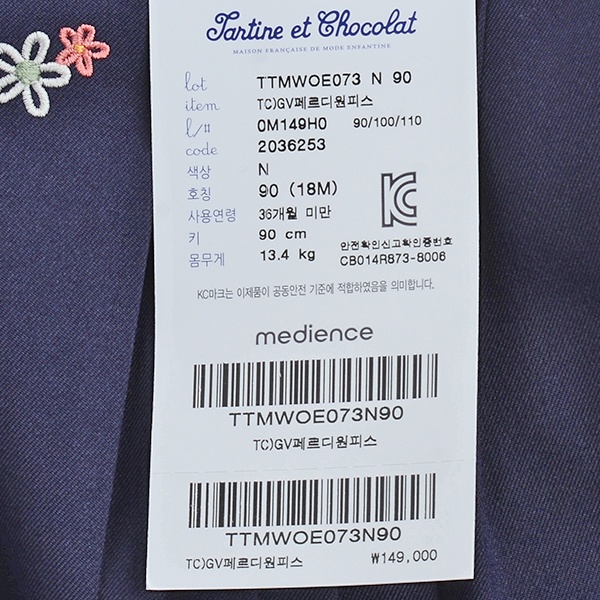 Tartine et Chocolat
MAISON FRANÇAISE DE MODE ENFANTINE
lot TTMWOE073 N 90
item TC)GV페르디원피스
l/# 0M149H0 90/100/110
code 2036253
색상 N
호칭 90 (18M)
사용연령 36개월 미만
키 90 cm
몸무게 13.4 kg
KC
안전확인신고확인증번호
CB014R873-8006
KC마크는 이제품이 공동안전 기준에 적합하였음을 의미합니다.
medience
TTMWOE073N90
TC)GV페르디원피스
TTMWOE073N90
TC)GV페르디원피스 ₩149,000